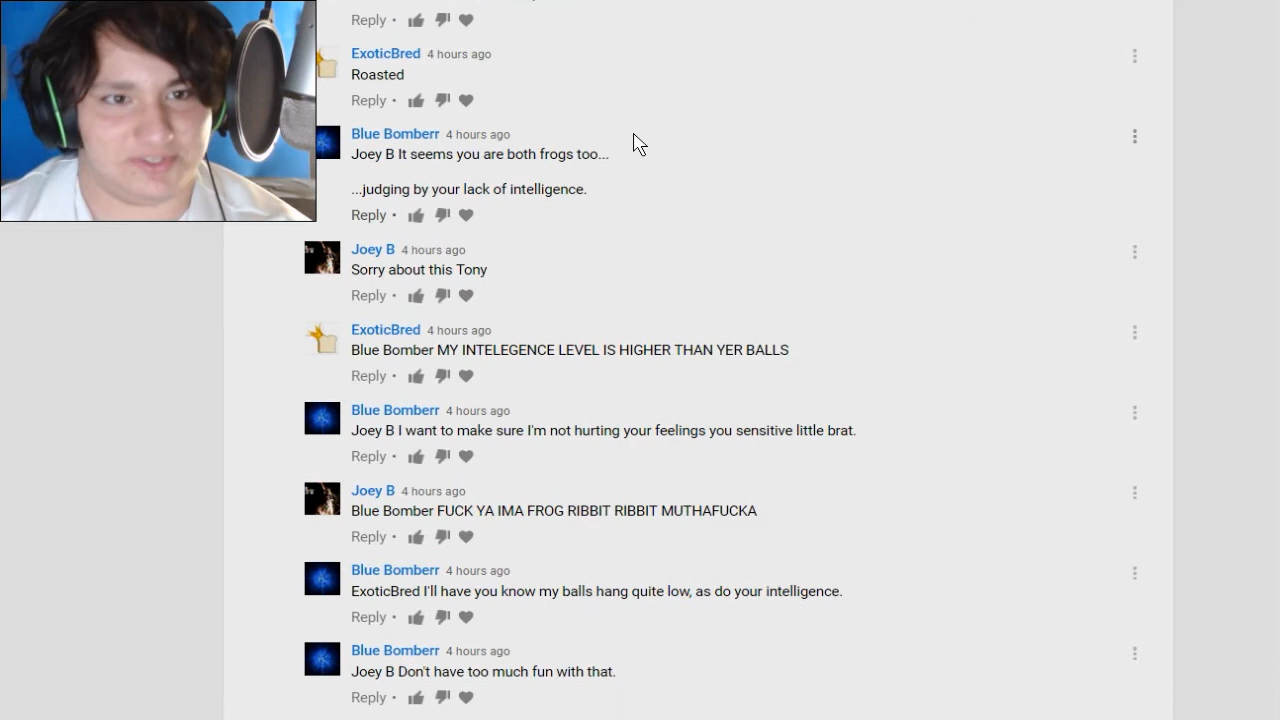 Reply •
ExoticBred 4 hours ago
Roasted
Reply •
Blue Bomberr 4 hours ago
Joey B It seems you are both frogs too...
...judging by your lack of intelligence.
Reply •
Joey B 4 hours ago
Sorry about this Tony
Reply •
ExoticBred 4 hours ago
Blue Bomber MY INTELEGENCE LEVEL IS HIGHER THAN YER BALLS
Reply •
Blue Bomberr 4 hours ago
Joey B I want to make sure I'm not hurting your feelings you sensitive little brat.
Reply •
Joey B 4 hours ago
Blue Bomber FUCK YA IMA FROG RIBBIT RIBBIT MUTHAFUCKA
Reply •
Blue Bomberr 4 hours ago
ExoticBred I'll have you know my balls hang quite low, as do your intelligence.
Reply •
Blue Bomberr 4 hours ago
Joey B Don't have too much fun with that.
Reply •